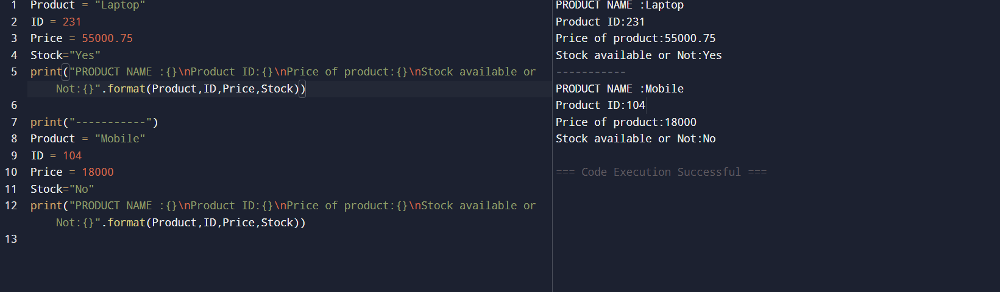 1 Product = "Laptop"
2 ID = 231
3 Price = 55000.75
4 Stock="Yes"
5 print("PRODUCT NAME :{}\nProduct ID:{}\nPrice of product:{}\nStock available or
Not:{}".format(Product,ID,Price,Stock))
6
7 print("-----------")
8 Product = "Mobile"
9 ID = 104
10 Price = 18000
11 Stock="No"
12 print("PRODUCT NAME :{}\nProduct ID:{}\nPrice of product:{}\nStock available or
Not:{}".format(Product,ID,Price,Stock))
13
PRODUCT NAME :Laptop
Product ID:231
Price of product:55000.75
Stock available or Not:Yes
-----------
PRODUCT NAME :Mobile
Product ID:104
Price of product:18000
Stock available or Not:No
=== Code Execution Successful ===